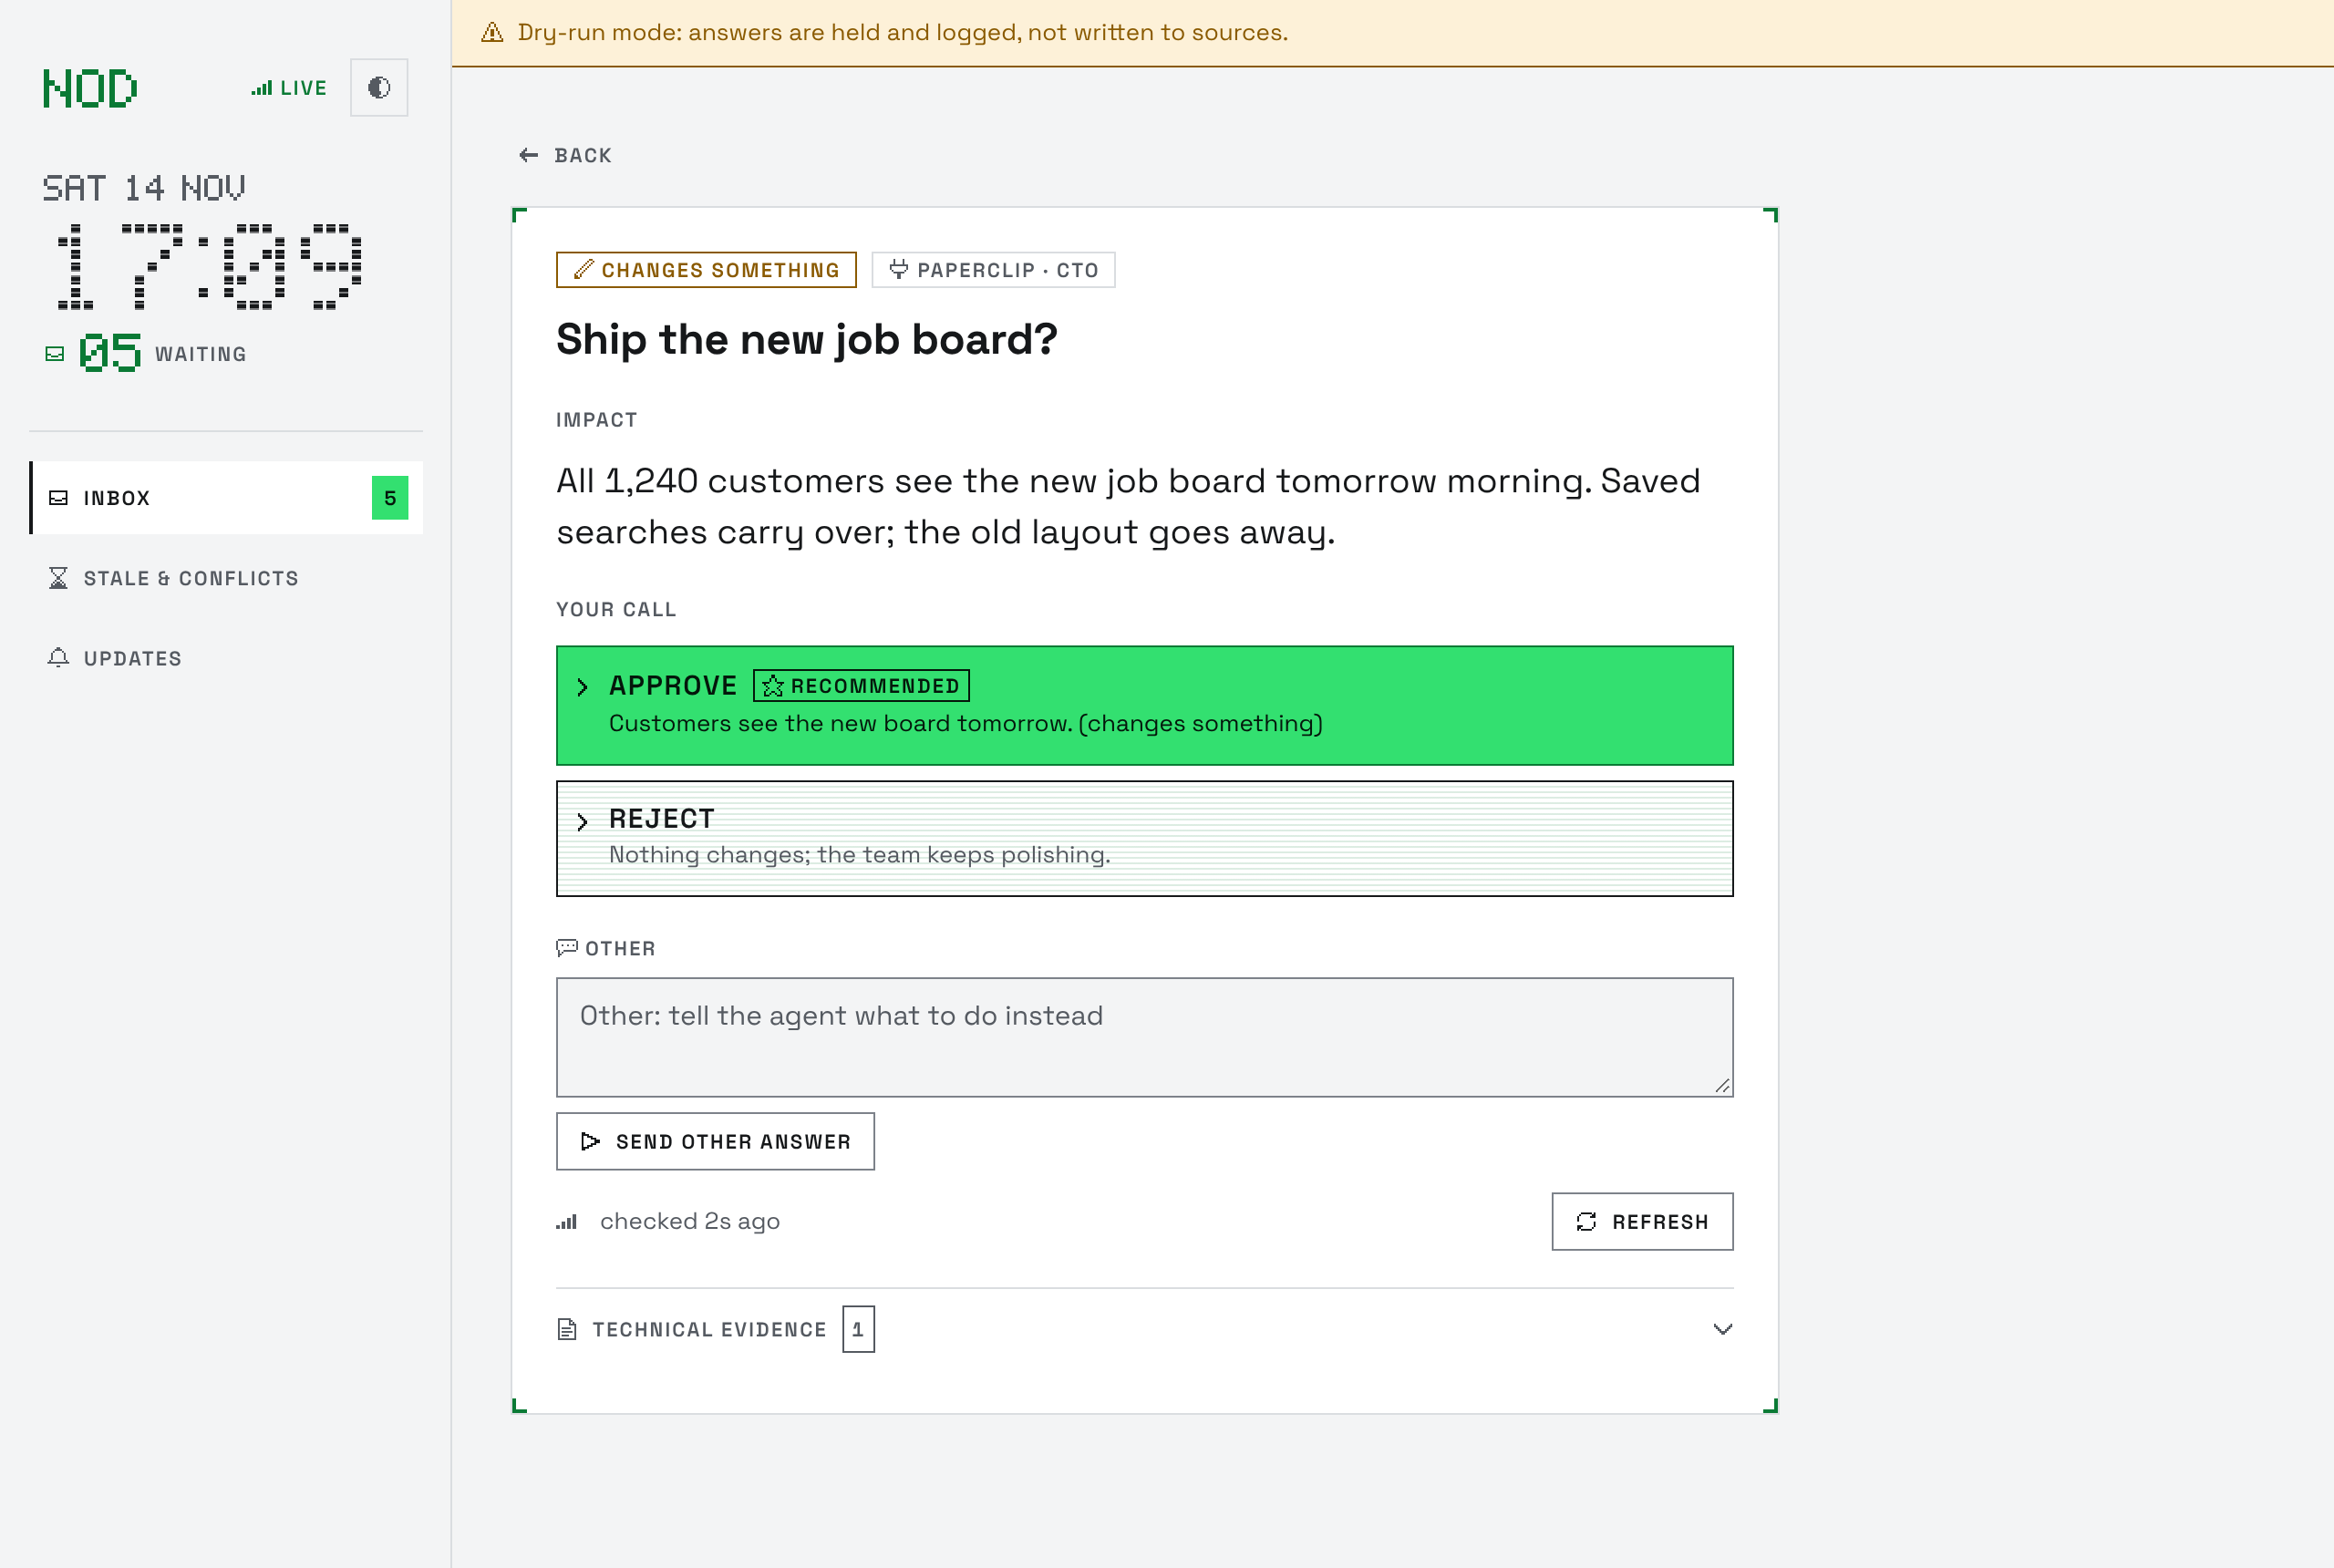 Dry-run mode: answers are held and logged, not written to sources.
NOD
LIVE
SAT 14 NOV
17:09
05 WAITING
INBOX 5
STALE & CONFLICTS
UPDATES
BACK
CHANGES SOMETHING
PAPERCLIP · CTO
Ship the new job board?
IMPACT
All 1,240 customers see the new job board tomorrow morning. Saved
searches carry over; the old layout goes away.
YOUR CALL
APPROVE RECOMMENDED
Customers see the new board tomorrow. (changes something)
REJECT
Nothing changes; the team keeps polishing.
OTHER
Other: tell the agent what to do instead
SEND OTHER ANSWER
checked 2s ago
REFRESH
TECHNICAL EVIDENCE 1